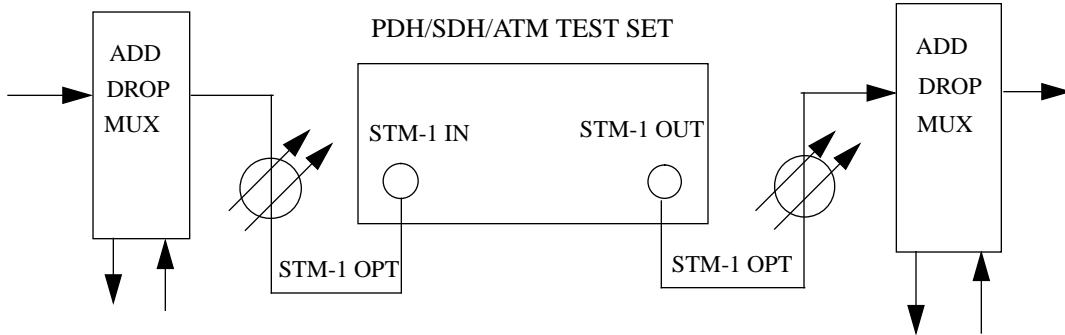 PDH/SDH/ATM TEST SET
ADD
DROP
MUX
STM-1 IN
STM-1 OUT
ADD
DROP
MUX
STM-1 OPT
STM-1 OPT